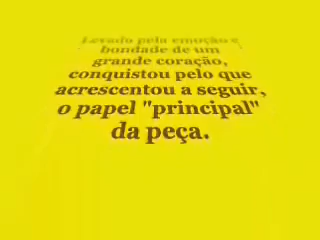 Levado pela emoção e
bondade de um
grande coração,
conquistou pelo que
acrescentou a seguir,
o papel "principal"
da peça.